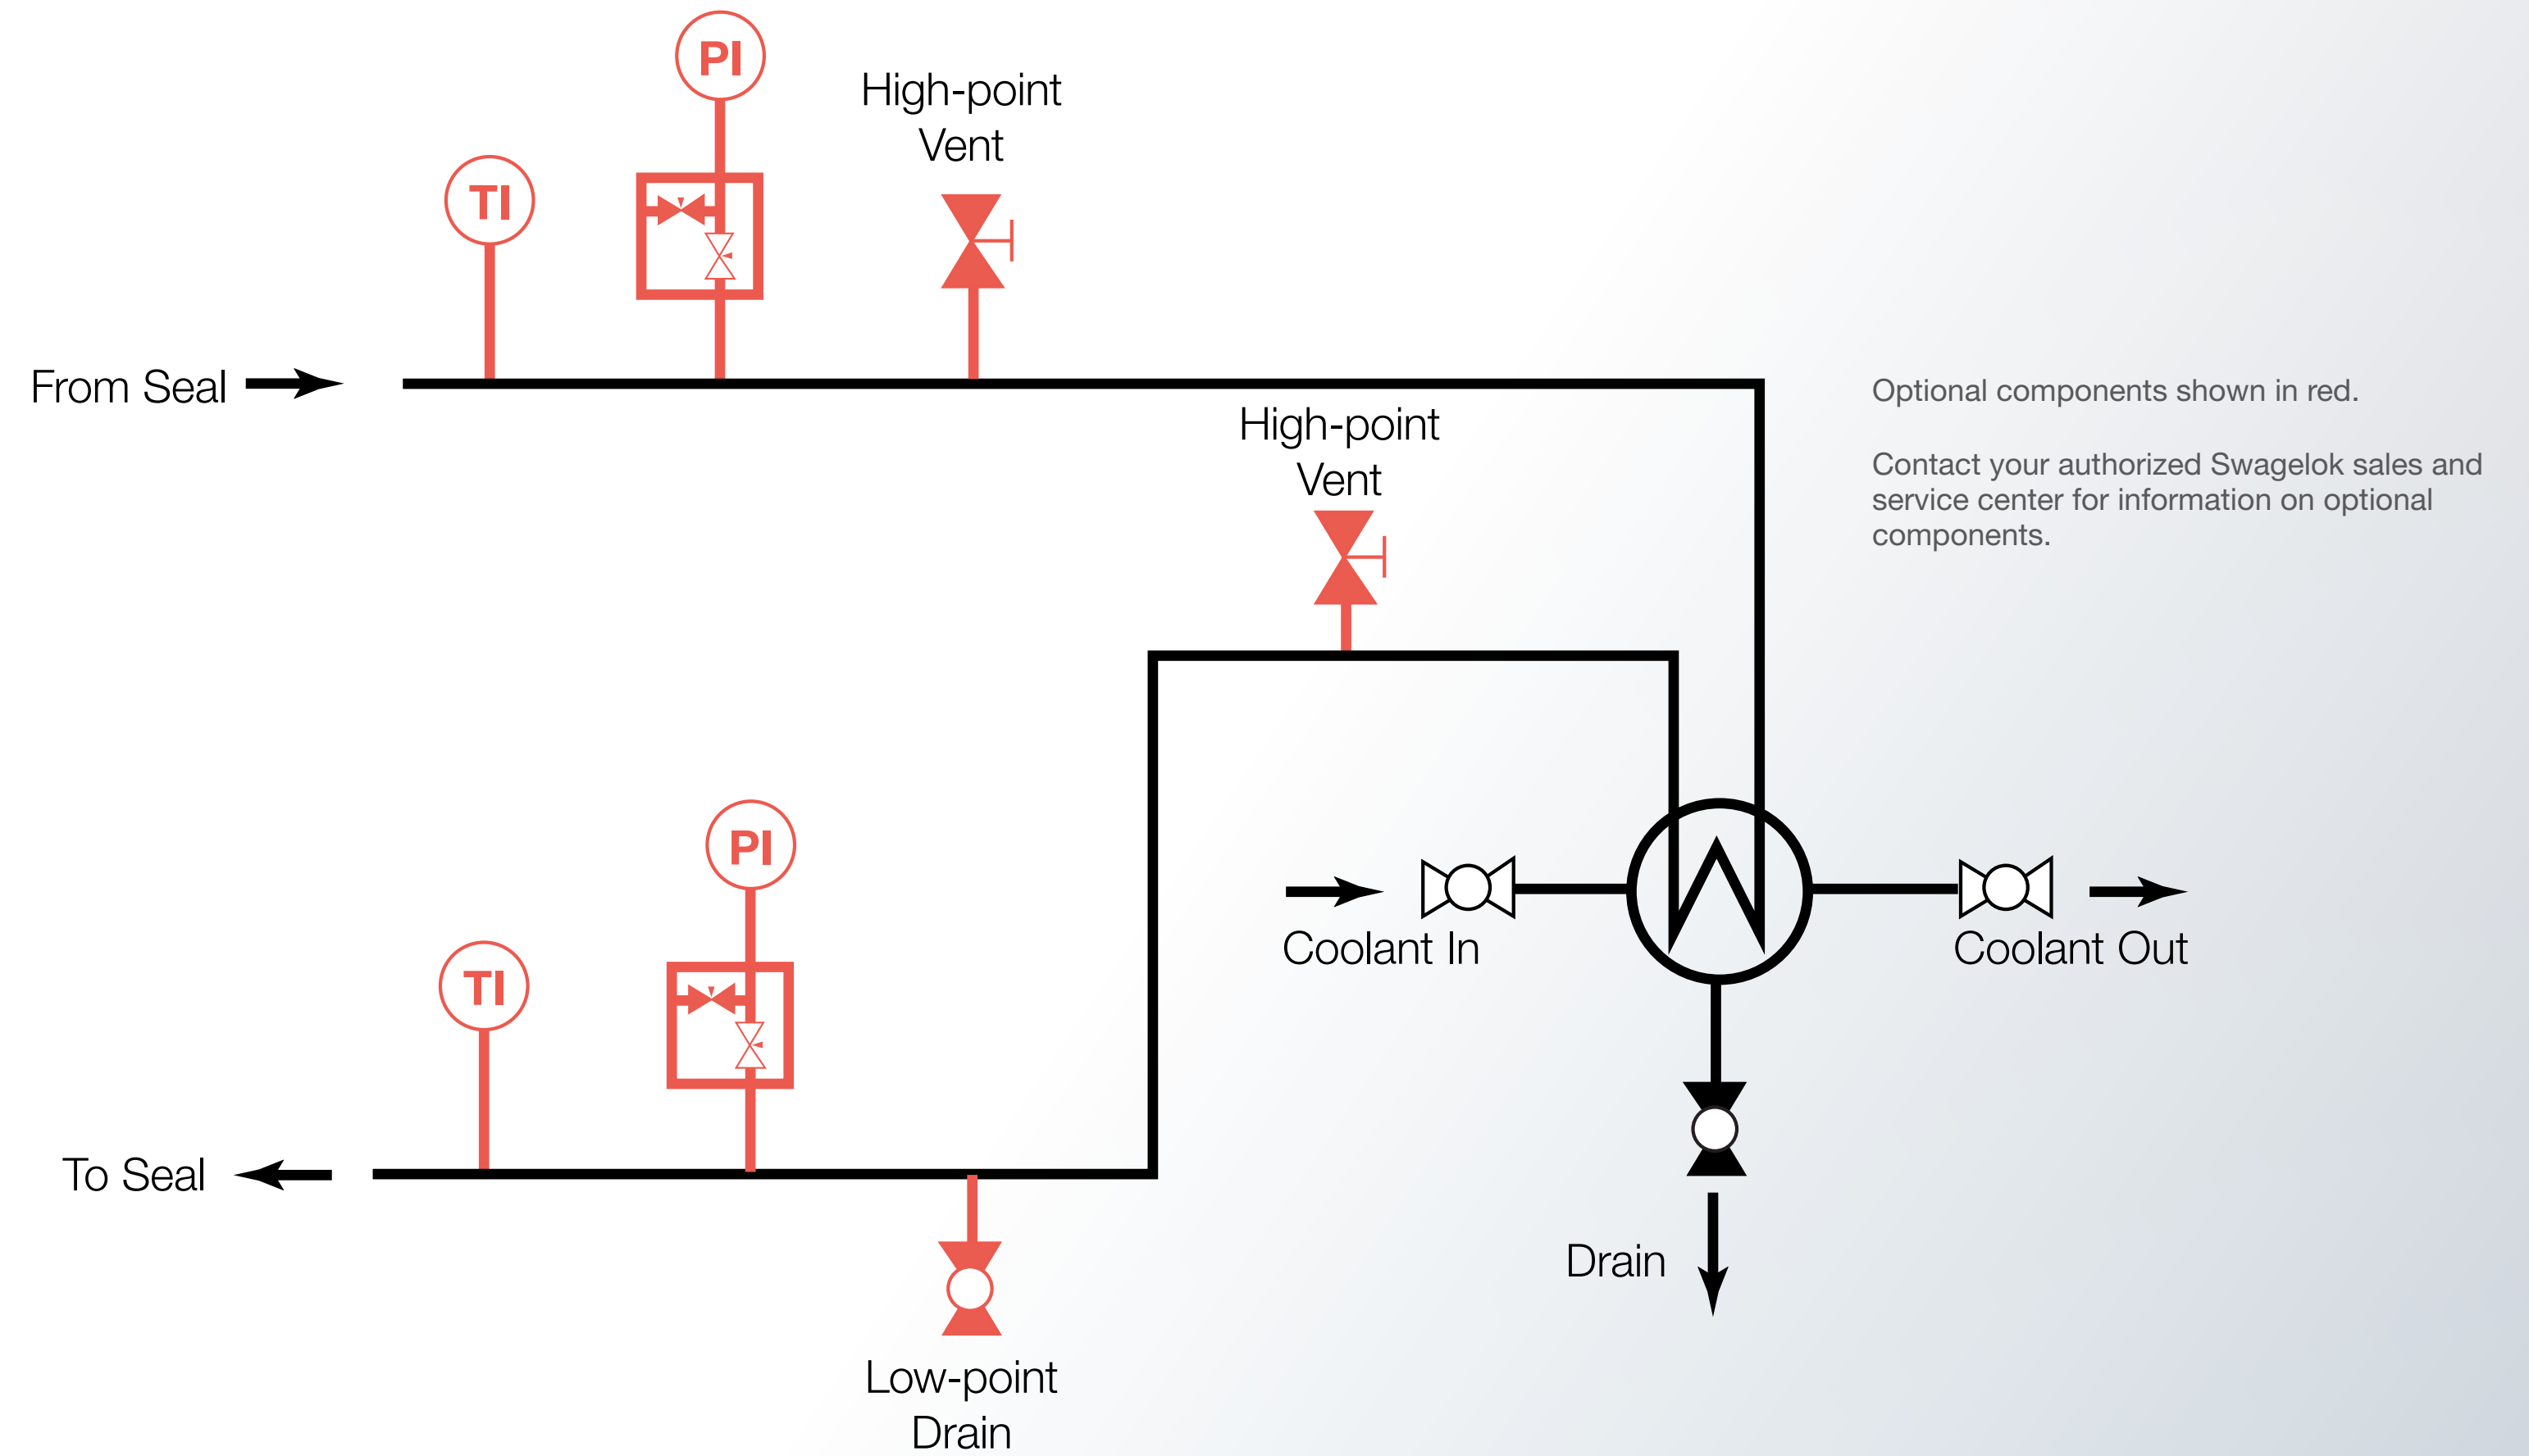 PI
High-point
Vent
TI
From Seal
Optional components shown in red.
High-point
Vent
Contact your authorized Swagelok sales and
service center for information on optional
components.
PI
TI
Coolant In
Coolant Out
To Seal
Drain
Low-point
Drain